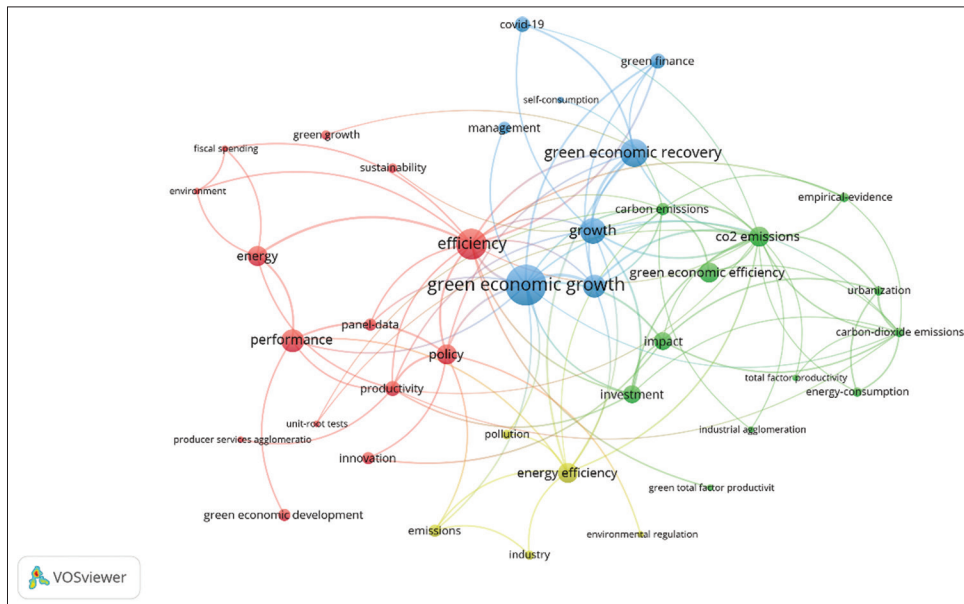 covid-19
green finance
self-consumption
management
green growth
fiscal spending
green economic recovery
sustainability
environment
empirical-evidence
carbon emissions
growth
co2 emissions
efficiency
energy
green economic efficiency
green economic growth
urbanization
panel-data
carbon-dioxide emissions
performance
impact
policy
total factor productivity
productivity
energy-consumption
investment
unit-root tests
industrial agglomeration
pollution
producer services agglomeratio
innovation
energy efficiency
green total factor productivit
green economic development
emissions
environmental regulation
industry
VOSviewer